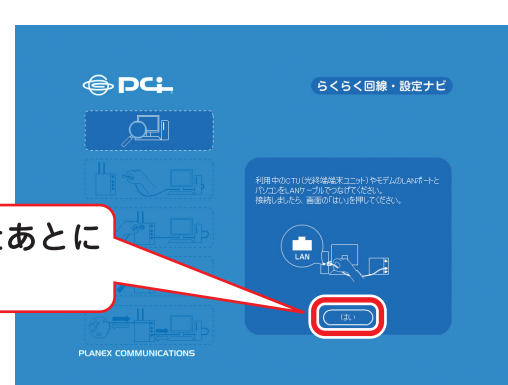 PCi
らくらく回線・設定ナビ
利用中のCTU(光終端端末ユニット)やモデムのLANポートと
パソコンをLANケーブルでつなげてください。
接続しましたら、画面の「はい」を押してください。
LAN
あとに
はい
PLANEX COMMUNICATIONS